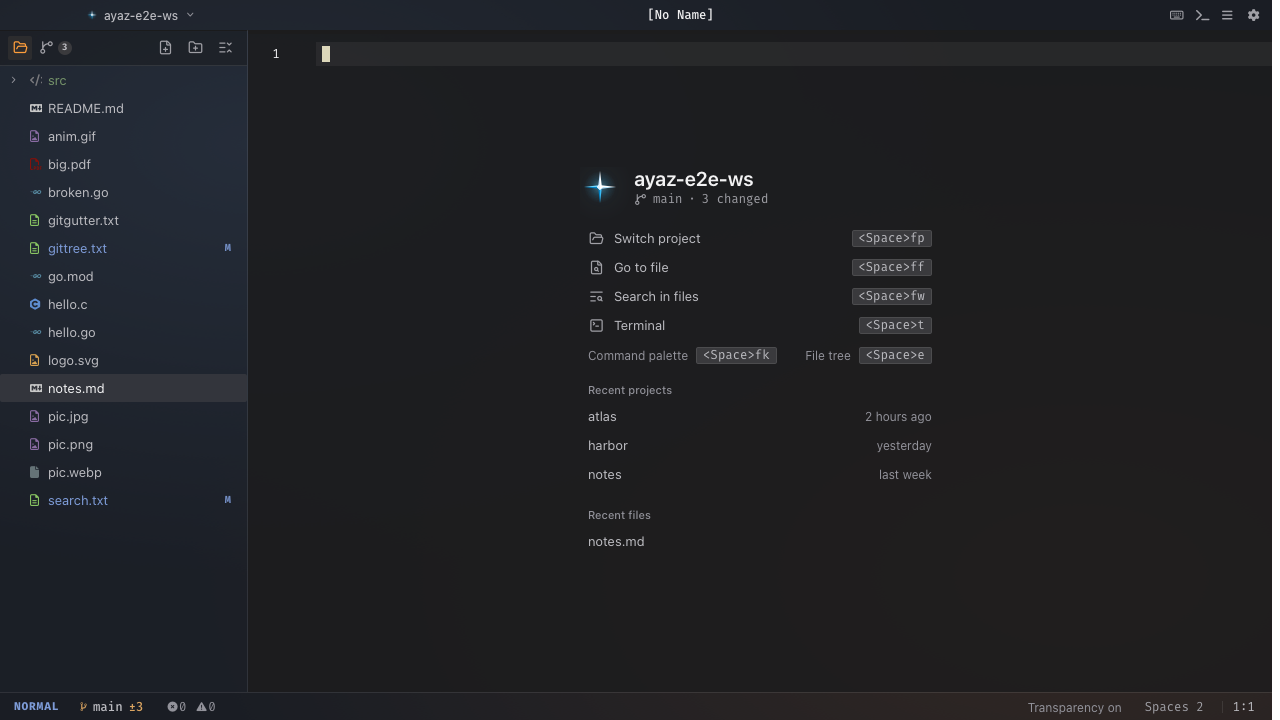 ayaz-e2e-ws
[No Name]
3
src
README.md
anim.gif
big.pdf
broken.go
gitgutter.txt
gittree.txt M
go.mod
hello.c
hello.go
logo.svg
notes.md
pic.jpg
pic.png
pic.webp
search.txt M
1
ayaz-e2e-ws
main · 3 changed
Switch project <Space>fp
Go to file <Space>ff
Search in files <Space>fw
Terminal <Space>t
Command palette <Space>fk File tree <Space>e
Recent projects
atlas 2 hours ago
harbor yesterday
notes last week
Recent files
notes.md
NORMAL main ±3 0 0 Transparency on Spaces 2 1:1